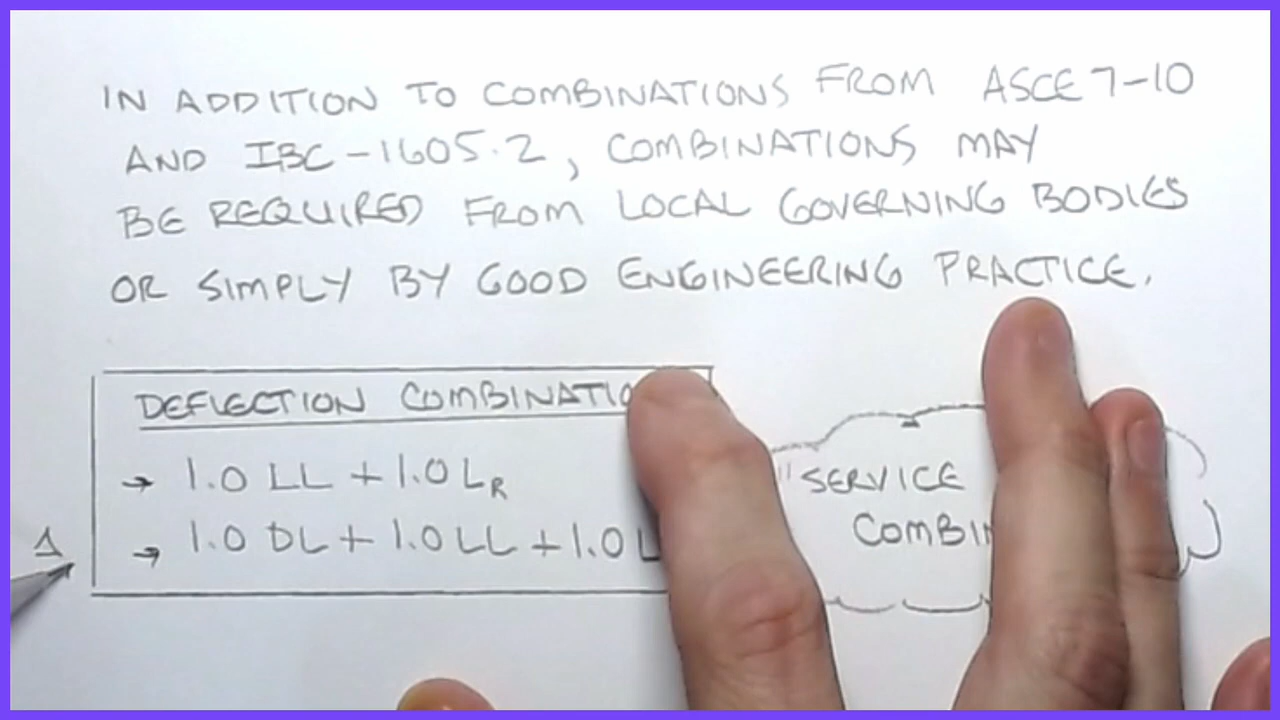 IN ADDITION TO COMBINATIONS FROM ASCE 7-10
AND IBC-1605.2, COMBINATIONS MAY
BE REQUIRED FROM LOCAL GOVERNING BODIES
OR SIMPLY BY GOOD ENGINEERING PRACTICE.
DEFLECTION
→ 1.0 LL + 1.0 LR
→ 1.0 DL + 1.0 LL + 1.0 L
Δ
"SERVICE